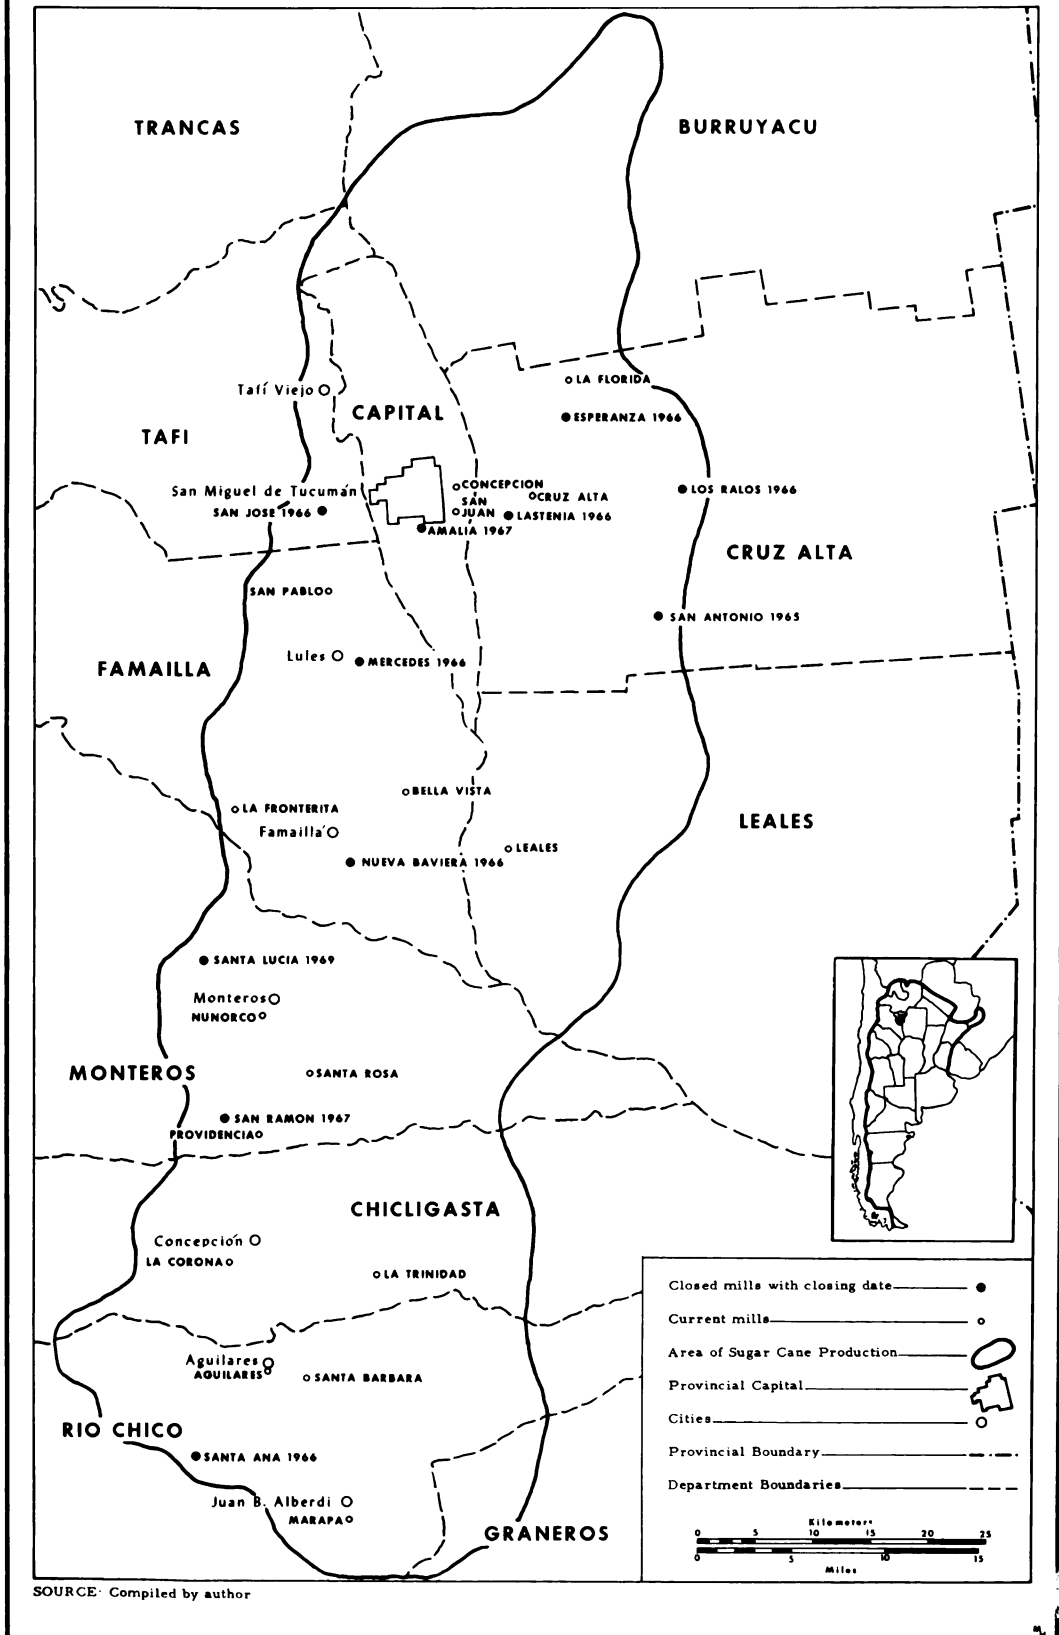 TRANCAS
BURRUYACU
Tafí Viejo
LA FLORIDA
CAPITAL
ESPERANZA 1966
TAFI
San Miguel de Tucumán
CONCEPCION
LOS RALOS 1966
SAN
JUAN
CRUZ ALTA
SAN JOSE 1966
LASTENIA 1966
AMALIA 1967
CRUZ ALTA
SAN PABLO
SAN ANTONIO 1965
Lules
MERCEDES 1966
FAMAILLA
BELLA VISTA
LA FRONTERITA
LEALES
Famailla'
LEALES
NUEVA BAVIERA 1966
SANTA LUCIA 1969
Monteros
NUNORCO
MONTEROS
SANTA ROSA
SAN RAMON 1967
PROVIDENCIA
CHICLIGASTA
Concepción
LA CORONA
LA TRINIDAD
Aguilares
AGUILARES
SANTA BARBARA
RIO CHICO
SANTA ANA 1966
Juan B. Alberdi
MARAPA
GRANEROS
Closed mills with closing date
Current mills
Area of Sugar Cane Production
Provincial Capital
Cities
Provincial Boundary
Department Boundaries
Kilometers
0 5 10 15 20 25
0 5 10 15
Miles
SOURCE: Compiled by author